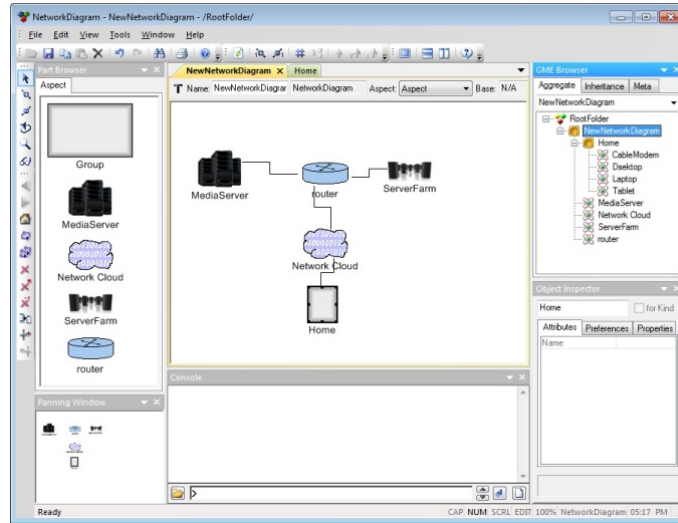 NetworkDiagram - NewNetworkDiagram - /RootFolder/
File Edit View Tools Window Help
Part Browser
Aspect
Group
MediaServer
Network Cloud
ServerFarm
router
Panning Window
NewNetworkDiagram X Home
T Name: NewNetworkDiagrar NetworkDiagram Aspect: Aspect Base: N/A
MediaServer
router
ServerFarm
Network Cloud
Home
Console
GME Browser
Aggregate Inheritance Meta
NewNetworkDiagram
RootFolder
NewNetworkDiagram
Home
CableModem
Dsektop
Laptop
Tablet
MediaServer
Network Cloud
ServerFarm
router
Object Inspector
Home for Kind
Attributes Preferences Properties
Name
Ready
CAP NUM SCRL EDIT 100% NetworkDiagram 05:17 PM